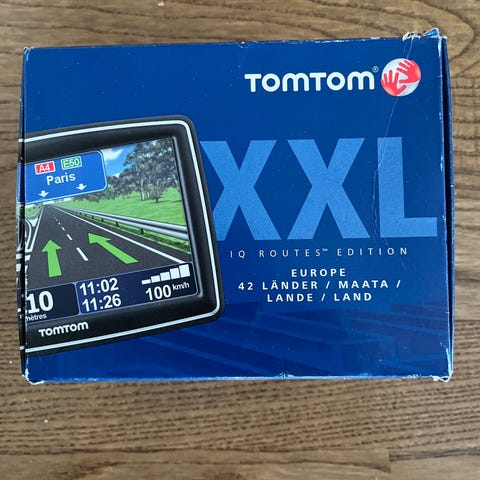 TOMTOM®
XXL
IQ ROUTES™ EDITION
EUROPE
42 LÄNDER / MAATA /
LANDE / LAND
A4 E50
Paris
10
mètres
11:02
11:26
100 km/h
TOMTOM